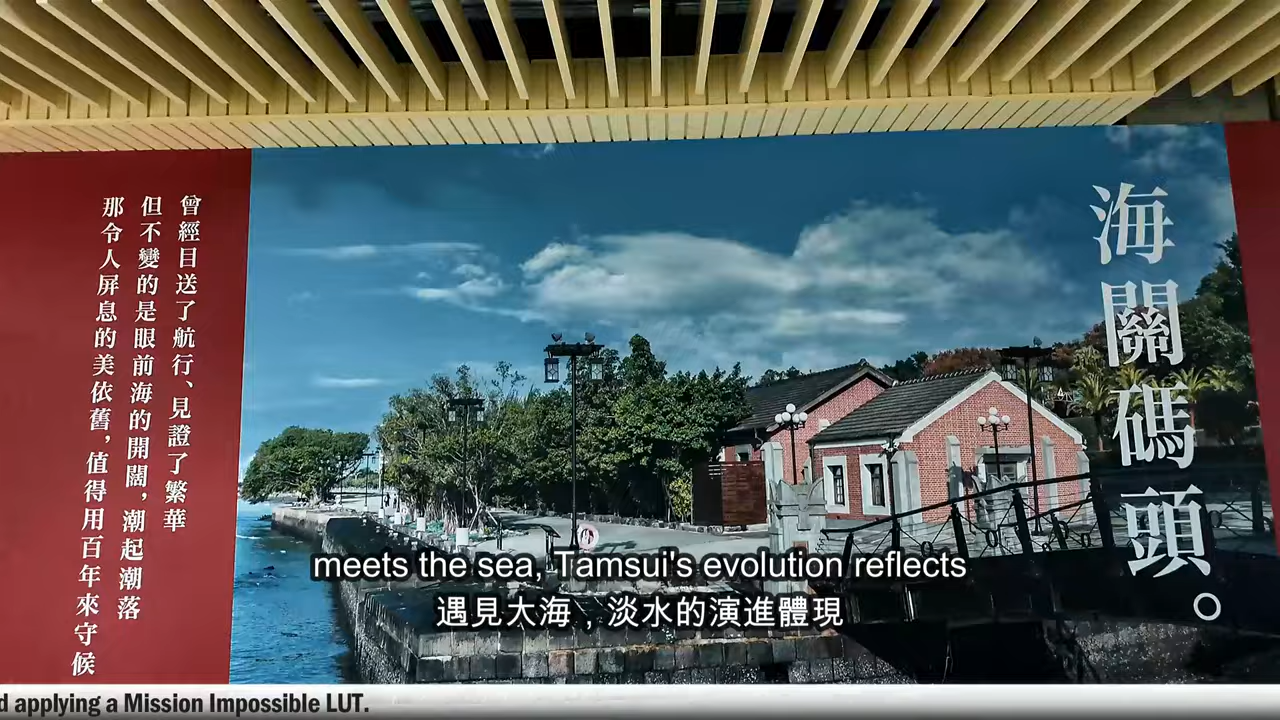 曾經目送了航行、見證了繁華
但不變的是眼前海的開闊，潮起潮落
那令人屏息的美依舊，值得用百年來守候
海關碼頭。
meets the sea, Tamsui's evolution reflects
遇見大海，淡水的演進體現
d applying a Mission Impossible LUT.